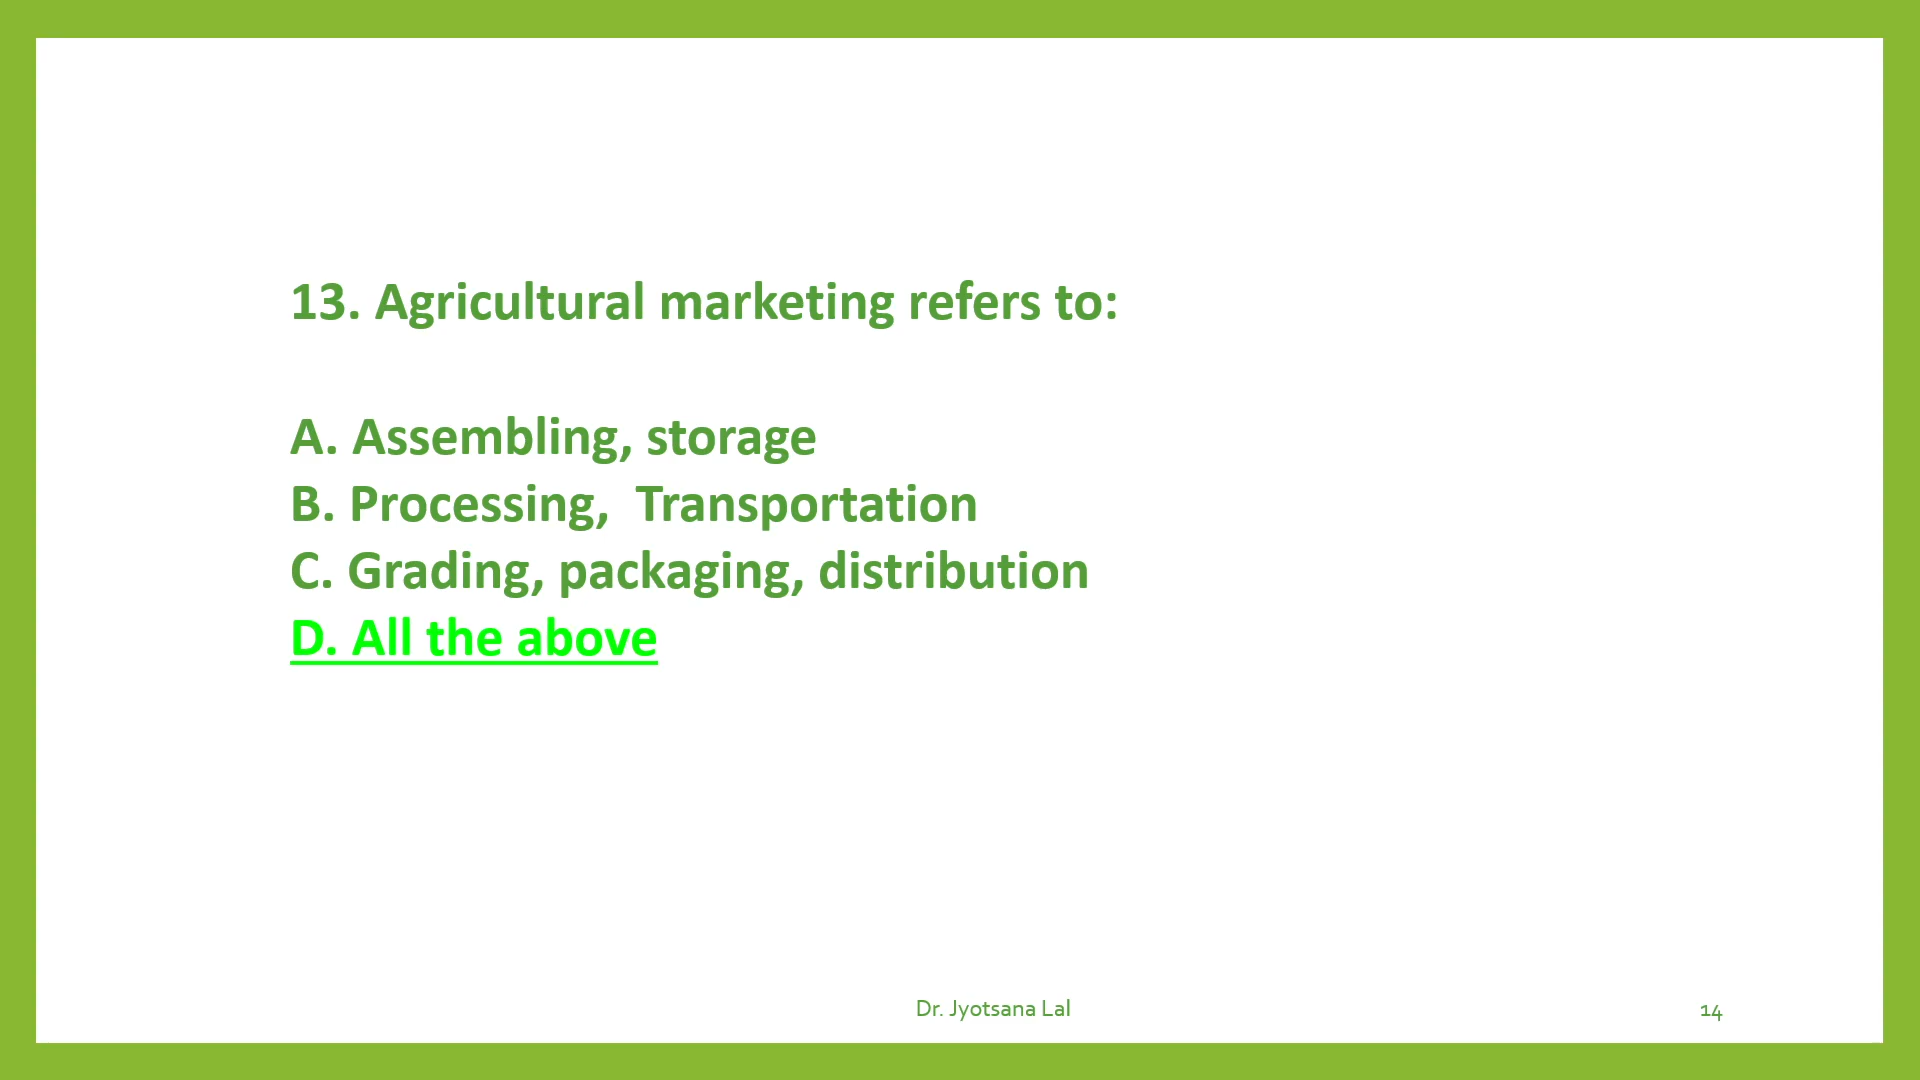 13. Agricultural marketing refers to:
A. Assembling, storage
B. Processing,  Transportation
C. Grading, packaging, distribution
D. All the above
Dr. Jyotsana Lal
14